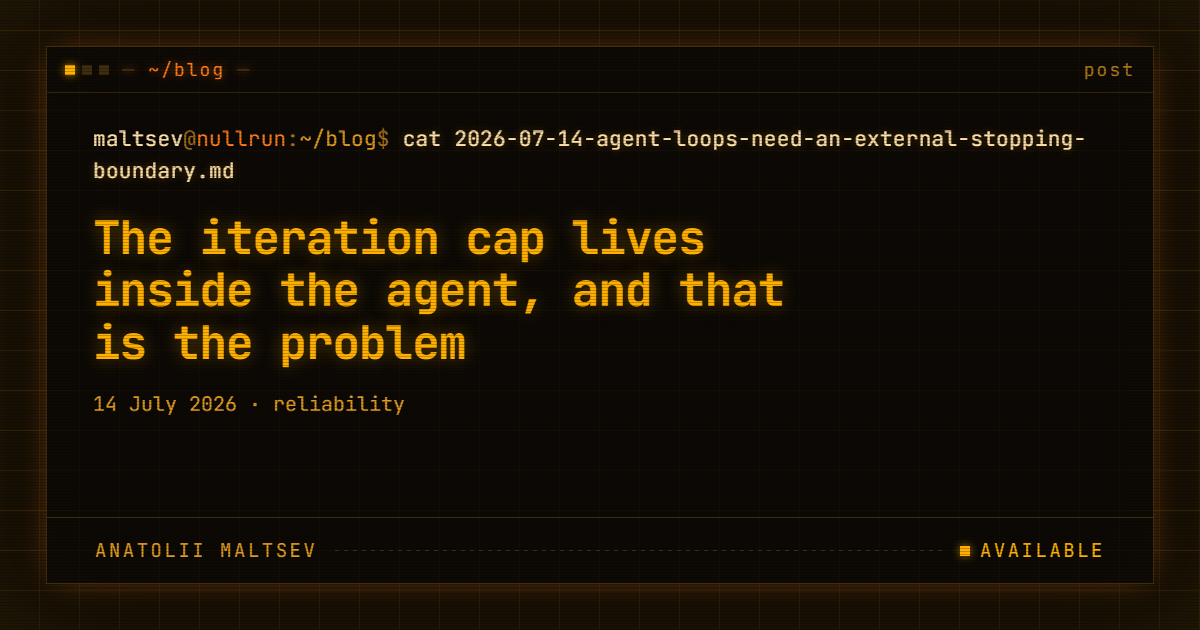 — ~/blog —
post
maltsev@nullrun:~/blog$ cat 2026-07-14-agent-loops-need-an-external-stopping-
boundary.md
The iteration cap lives
inside the agent, and that
is the problem
14 July 2026 · reliability
ANATOLII MALTSEV
AVAILABLE